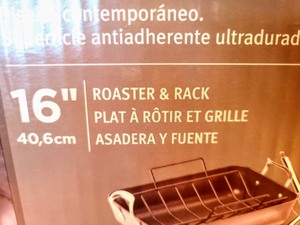 contemporáneo.
antiadherente ultradurad
16" ROASTER & RACK
PLAT À RÔTIR ET GRILLE
40,6cm ASADERA Y FUENTE